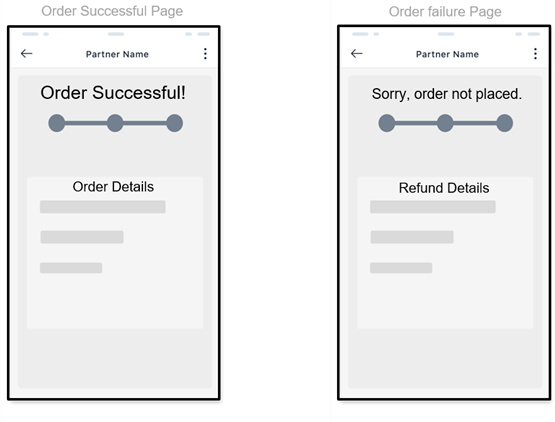 Order Successful Page
Partner Name
Order Successful!
Order Details
Order failure Page
Partner Name
Sorry, order not placed.
Refund Details